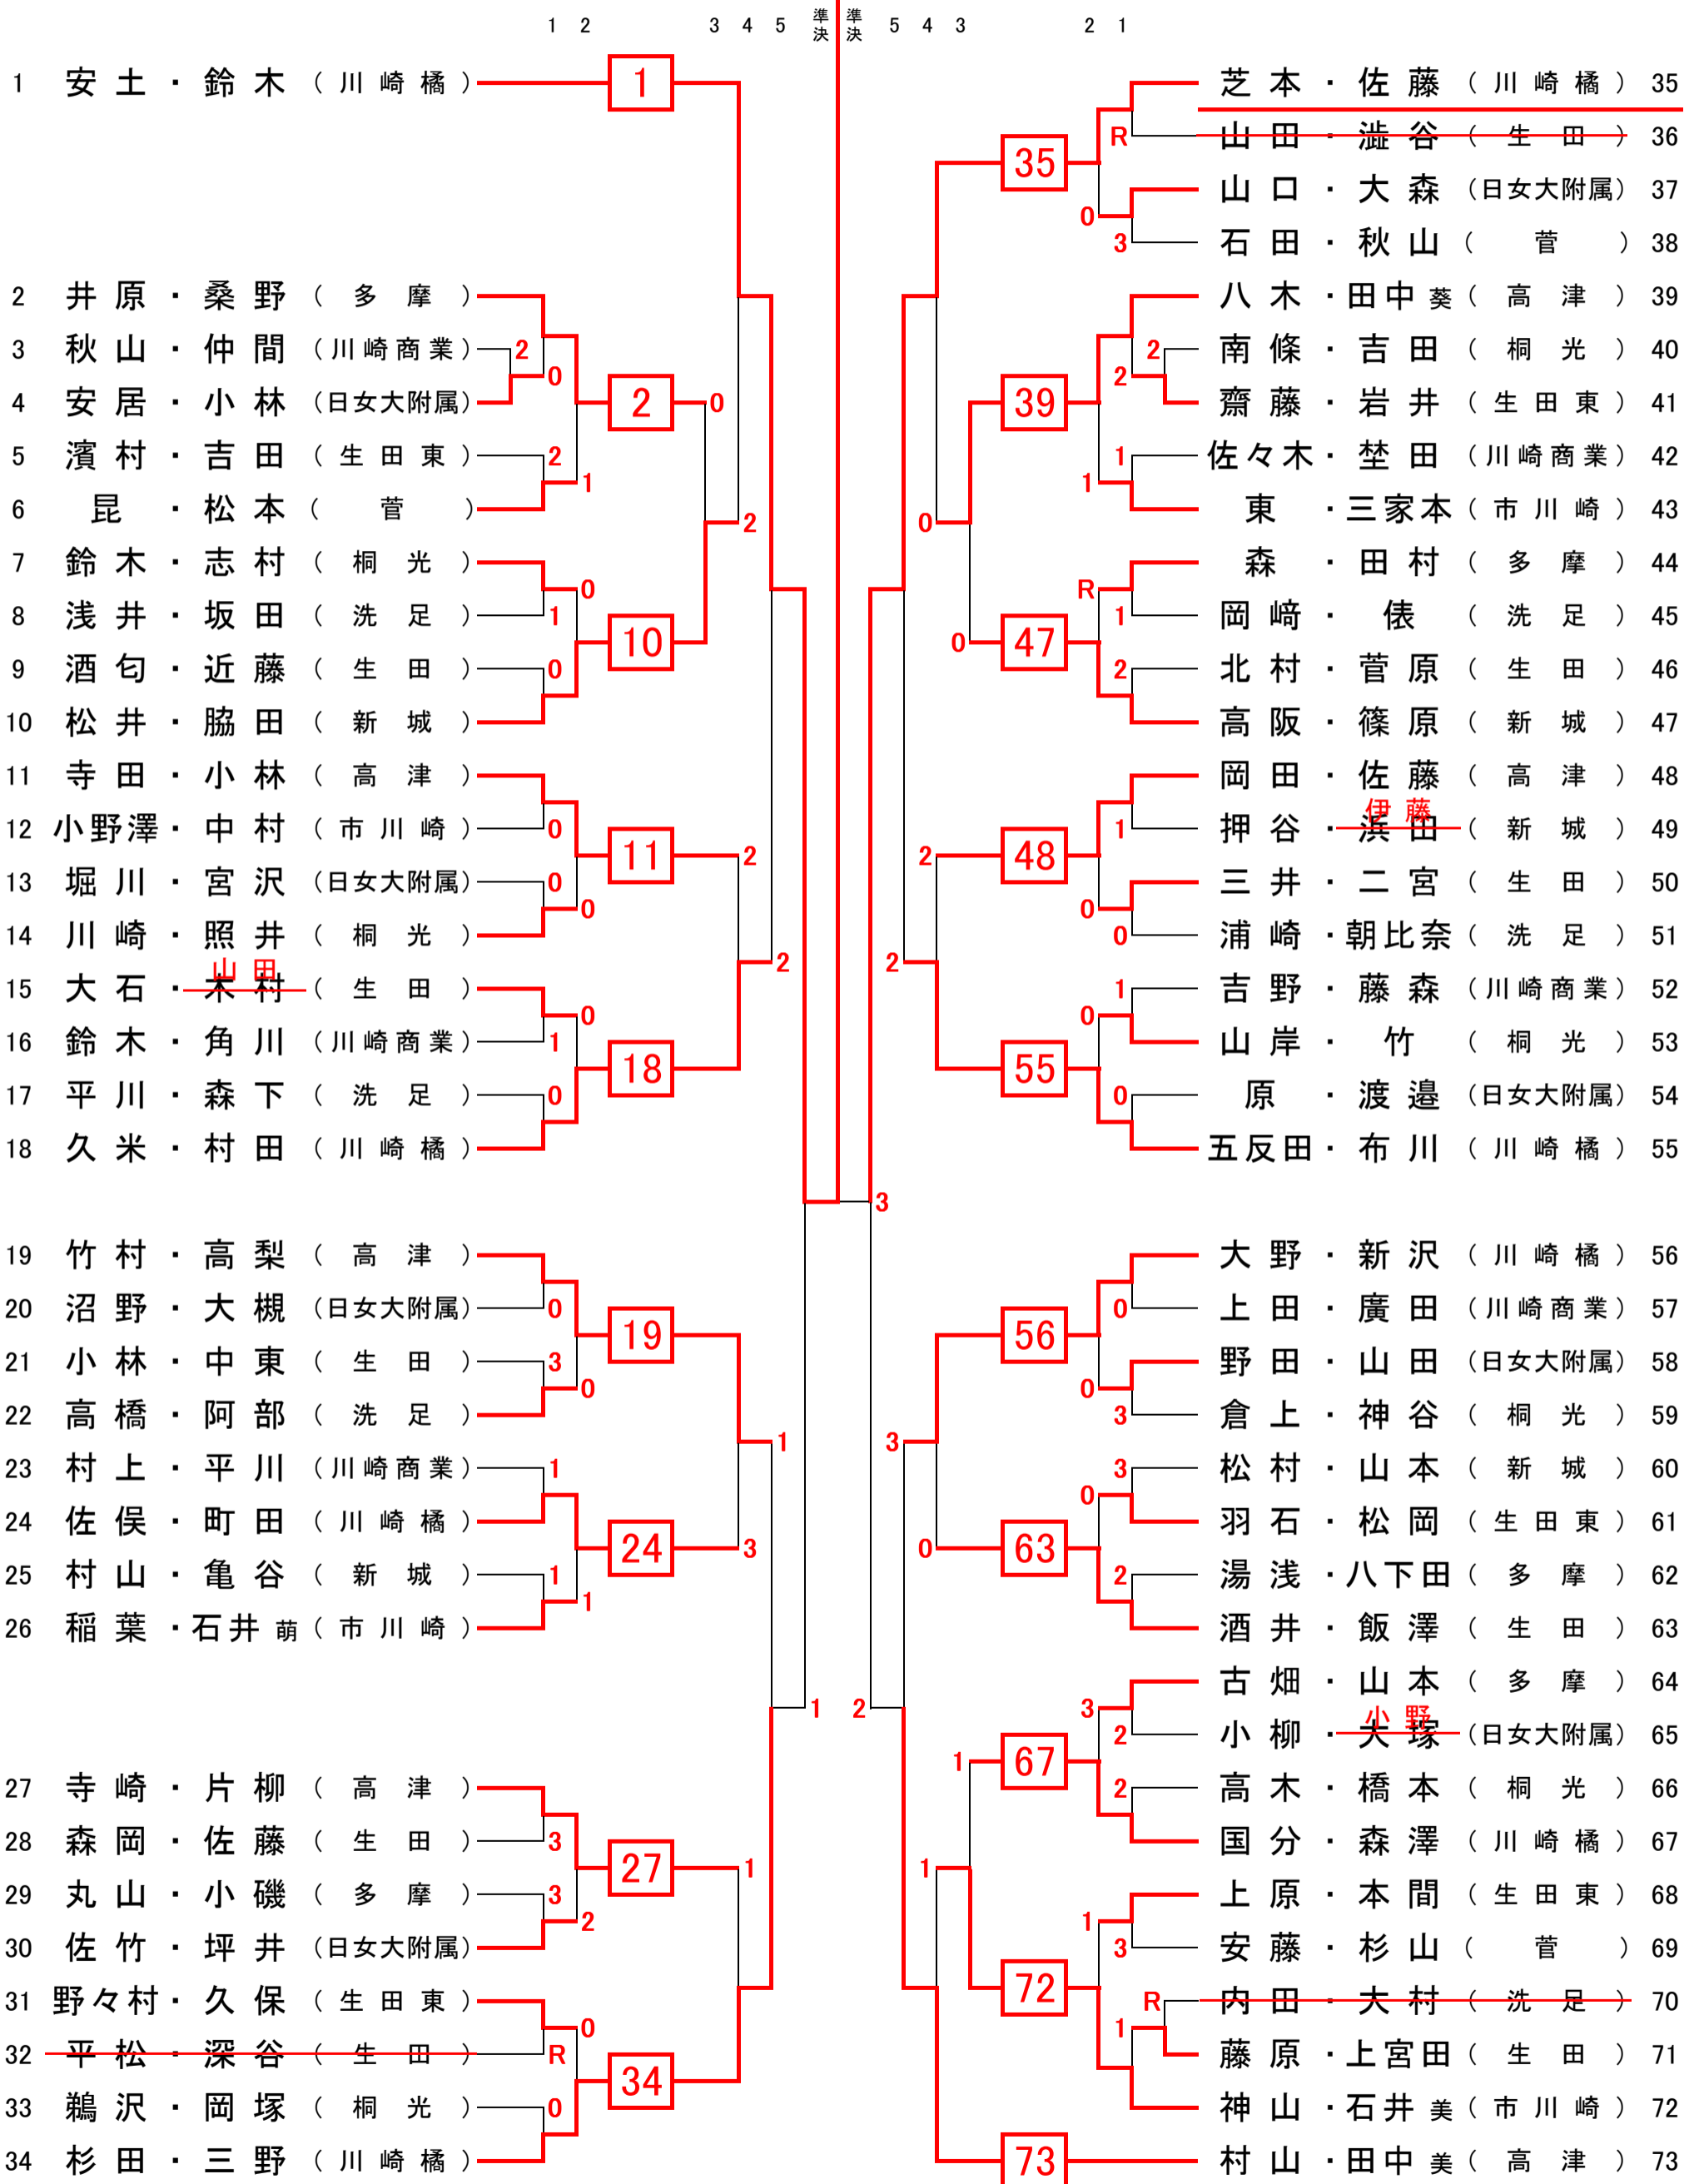 1 2 3 4 5 準決 準決 5 4 3 2 1
1 安土・鈴木 (川崎橘) 1
2 井原・桑野 (多摩)
3 秋山・仲間 (川崎商業) 2
0
4 安居・小林 (日女大附属) 2 0
5 濱村・吉田 (生田東) 2
1
6 昆・松本 (菅)
2
7 鈴木・志村 (桐光)
0
8 浅井・坂田 (洗足) 1
10
9 酒匂・近藤 (生田) 0
10 松井・脇田 (新城)
11 寺田・小林 (高津)
12 小野澤・中村 (市川崎) 0
11 2
13 堀川・宮沢 (日女大附属) 0
0
14 川崎・照井 (桐光)
2
山田
15 大石・木村 (生田)
0
16 鈴木・角川 (川崎商業) 1
18
17 平川・森下 (洗足) 0
18 久米・村田 (川崎橘)
19 竹村・高梨 (高津)
20 沼野・大槻 (日女大附属) 0
19
21 小林・中東 (生田) 3
0
22 高橋・阿部 (洗足)
1
23 村上・平川 (川崎商業) 1
24 佐俣・町田 (川崎橘)
24 3
25 村山・亀谷 (新城) 1
1
26 稲葉・石井萌 (市川崎)
1
27 寺崎・片柳 (高津)
28 森岡・佐藤 (生田) 3
27 1
29 丸山・小磯 (多摩) 3
2
30 佐竹・坪井 (日女大附属)
31 野々村・久保 (生田東)
0
32 平松・深谷 (生田) R
34
33 鵜沢・岡塚 (桐光) 0
34 杉田・三野 (川崎橘)
芝本・佐藤 (川崎橘) 35
R 山田・澁谷 (生田) 36
35
山口・大森 (日女大附属) 37
0
3 石田・秋山 (菅) 38
八木・田中葵 (高津) 39
2 南條・吉田 (桐光) 40
2
39 齋藤・岩井 (生田東) 41
1 佐々木・埜田 (川崎商業) 42
1
東・三家本 (市川崎) 43
0
森・田村 (多摩) 44
R
1 岡﨑・俵 (洗足) 45
0 47
2 北村・菅原 (生田) 46
高阪・篠原 (新城) 47
岡田・佐藤 (高津) 48
伊藤
1 押谷・浜田 (新城) 49
2 48
三井・二宮 (生田) 50
0
0 浦崎・朝比奈 (洗足) 51
2
1 吉野・藤森 (川崎商業) 52
0
山岸・竹 (桐光) 53
55
0 原・渡邉 (日女大附属) 54
五反田・布川 (川崎橘) 55
3
大野・新沢 (川崎橘) 56
0 上田・廣田 (川崎商業) 57
56
野田・山田 (日女大附属) 58
0
3 倉上・神谷 (桐光) 59
3
3 松村・山本 (新城) 60
0
羽石・松岡 (生田東) 61
0 63
2 湯浅・八下田 (多摩) 62
酒井・飯澤 (生田) 63
古畑・山本 (多摩) 64
2 3
小野
2 小柳・大塚 (日女大附属) 65
1 67
2 高木・橋本 (桐光) 66
国分・森澤 (川崎橘) 67
1
上原・本間 (生田東) 68
1
3 安藤・杉山 (菅) 69
72
R 内田・大村 (洗足) 70
1
藤原・上宮田 (生田) 71
神山・石井美 (市川崎) 72
73 村山・田中美 (高津) 73